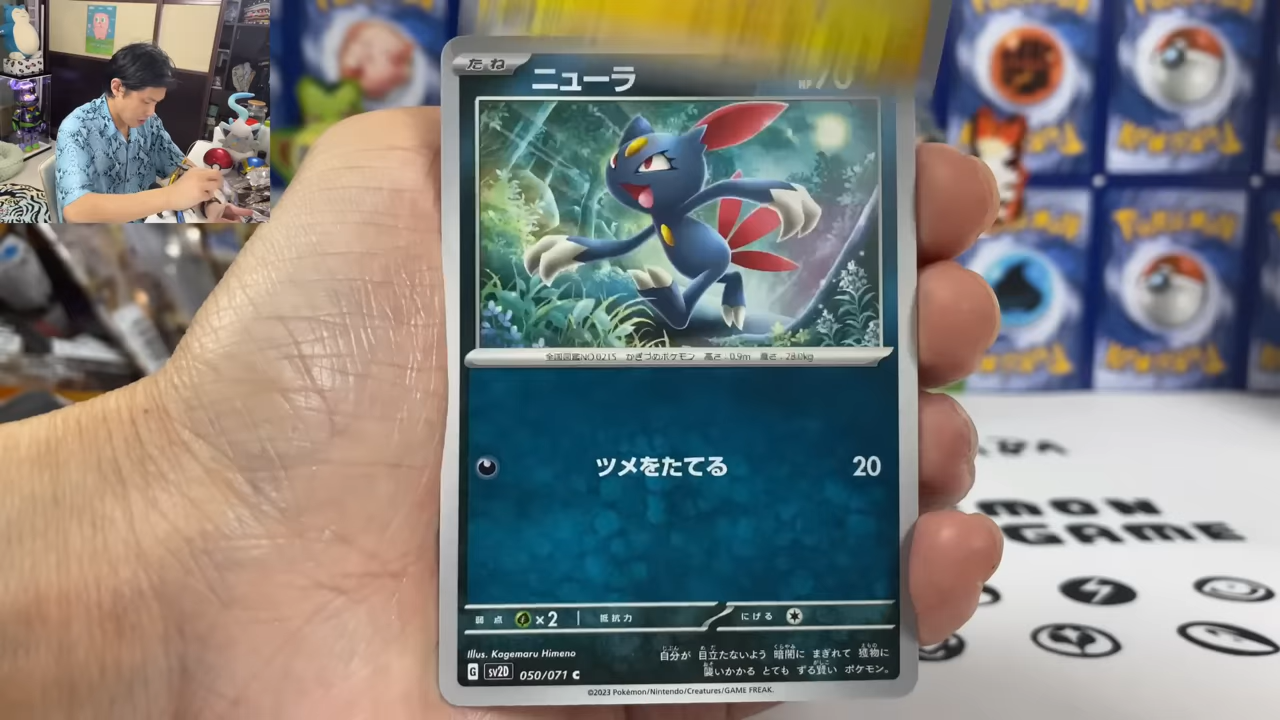 たね
ニューラ
HP 70
全国図鑑NO.0215 かぎづめポケモン 高さ:0.9m 重さ:28.0kg
ツメをたてる 20
弱点 ×2 抵抗力 にげる
Illus. Kagemaru Himeno
自分が 目立たないよう 暗闇に まぎれて 獲物に
襲いかかる とても ずる賢い ポケモン。
G SV2D 050/071 C
©2023 Pokémon/Nintendo/Creatures/GAME FREAK.
GAME